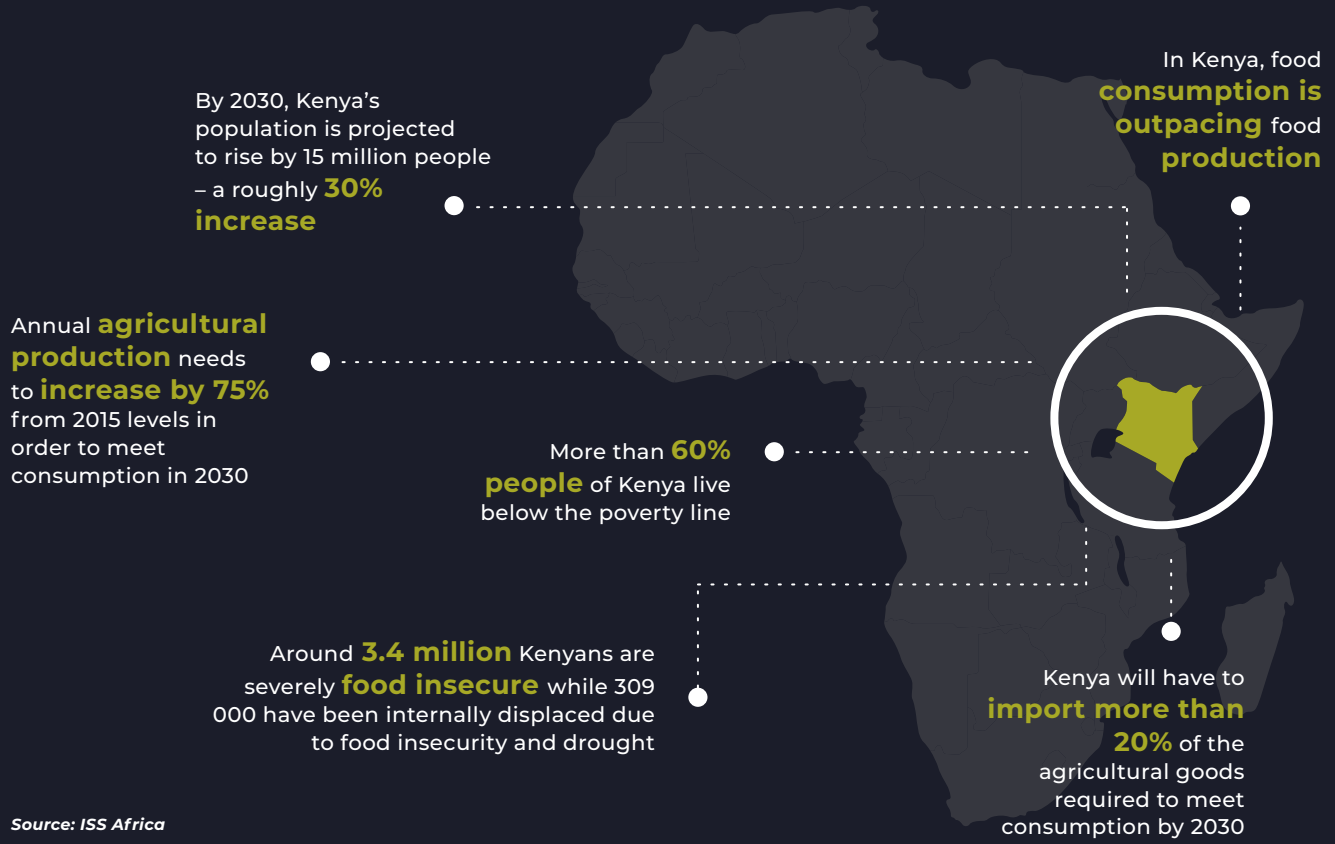 By 2030, Kenya’s
population is projected
to rise by 15 million people
– a roughly 30%
increase
In Kenya, food
consumption is
outpacing food
production
Annual agricultural
production needs
to increase by 75%
from 2015 levels in
order to meet
consumption in 2030
More than 60%
people of Kenya live
below the poverty line
Around 3.4 million Kenyans are
severely food insecure while 309
000 have been internally displaced due
to food insecurity and drought
Kenya will have to
import more than
20% of the
agricultural goods
required to meet
consumption by 2030
Source: ISS Africa